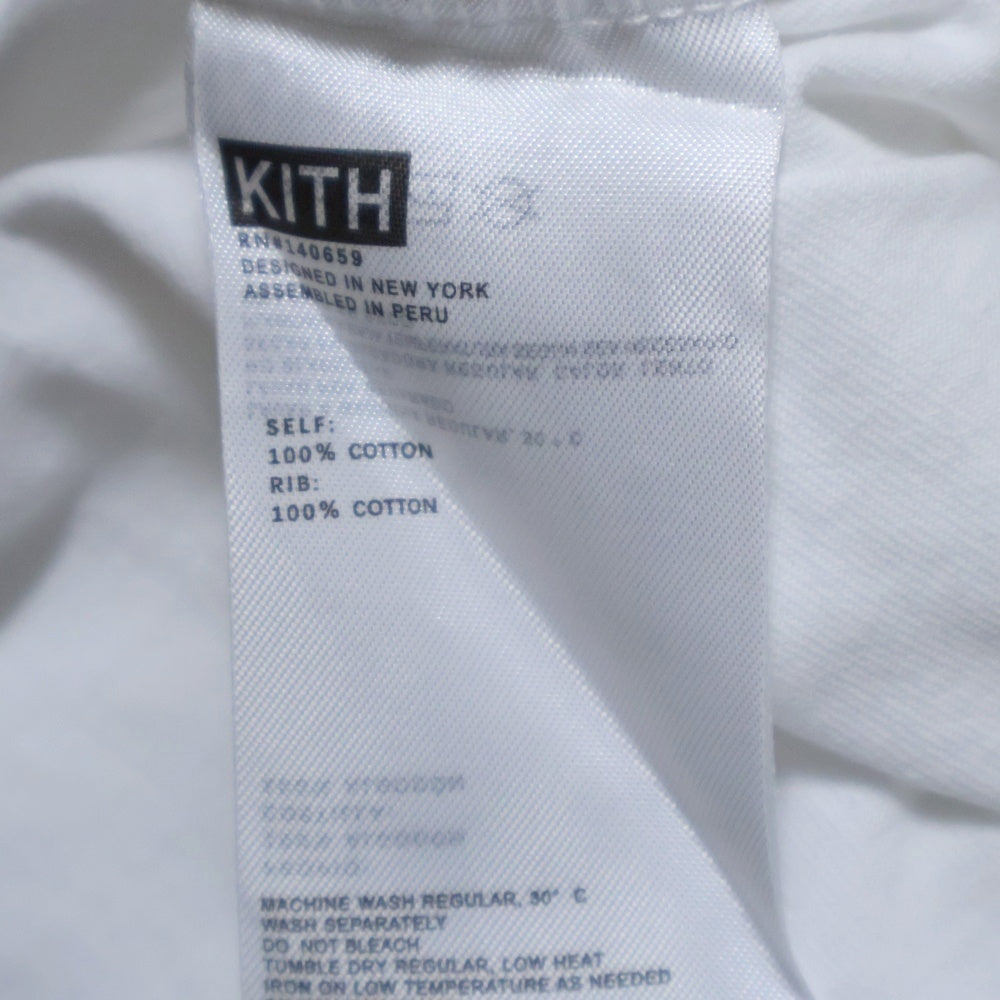 KITH
RN#140659
DESIGNED IN NEW YORK
ASSEMBLED IN PERU
SELF:
100% COTTON
RIB:
100% COTTON
MACHINE WASH REGULAR, 30° C
WASH SEPARATELY
DO NOT BLEACH
TUMBLE DRY REGULAR, LOW HEAT
IRON ON LOW TEMPERATURE AS NEEDED